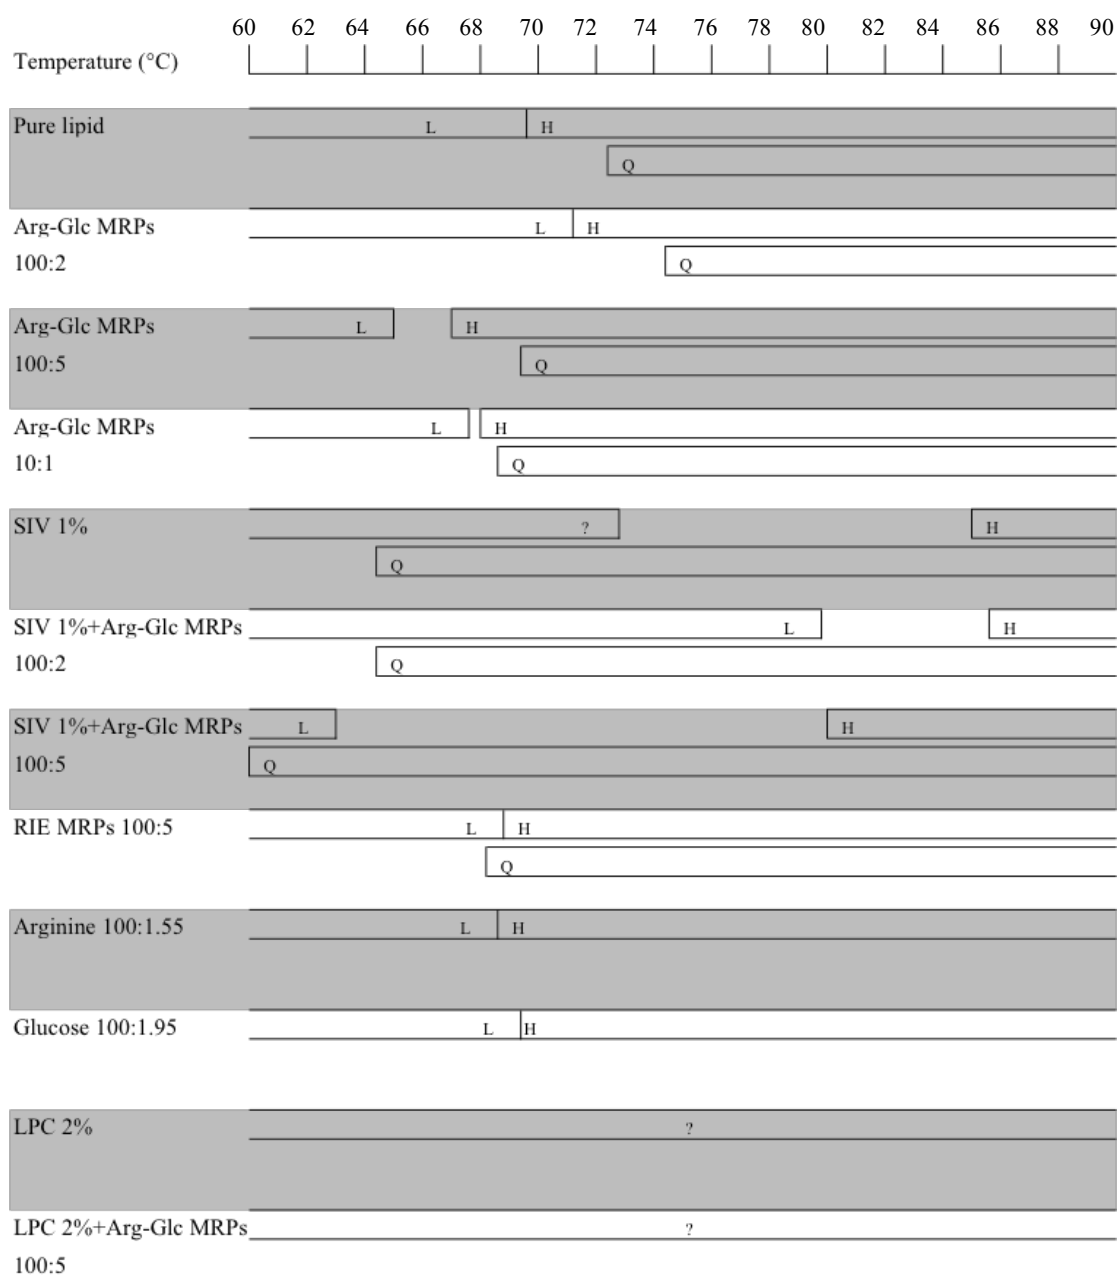 60 62 64 66 68 70 72 74 76 78 80 82 84 86 88 90
Temperature (°C)
Pure lipid L H
Q
Arg-Glc MRPs L H
100:2 Q
Arg-Glc MRPs L H
100:5 Q
Arg-Glc MRPs L H
10:1 Q
SIV 1% ? H
Q
SIV 1%+Arg-Glc MRPs L H
100:2 Q
SIV 1%+Arg-Glc MRPs L H
100:5 Q
RIE MRPs 100:5 L H
Q
Arginine 100:1.55 L H
Glucose 100:1.95 L H
LPC 2% ?
LPC 2%+Arg-Glc MRPs ?
100:5